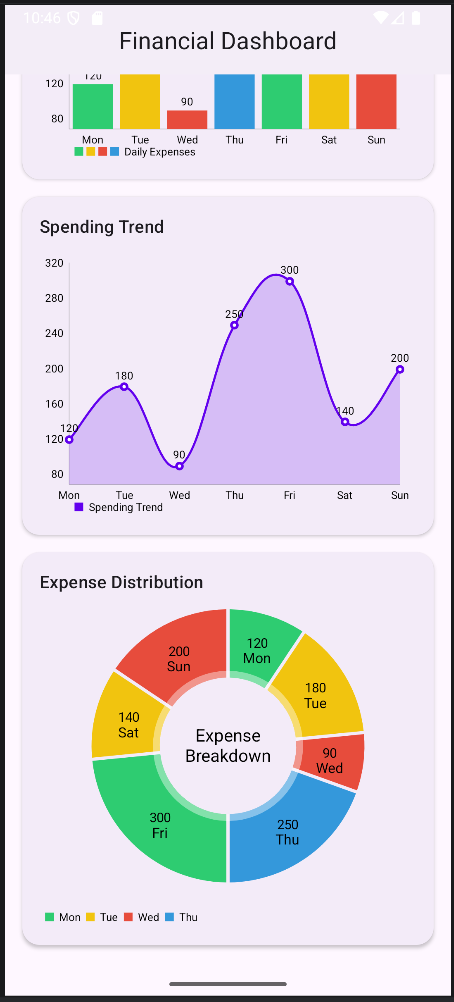 10:46
Financial Dashboard
120
120
90
80
Mon Tue Wed Thu Fri Sat Sun
Daily Expenses
Spending Trend
320
300
280
250
240
200
200
180
160
140
120
120
90
80
Mon Tue Wed Thu Fri Sat Sun
Spending Trend
Expense Distribution
120
Mon
200
Sun
180
Tue
140
Sat
Expense
Breakdown
90
Wed
300
Fri
250
Thu
Mon Tue Wed Thu